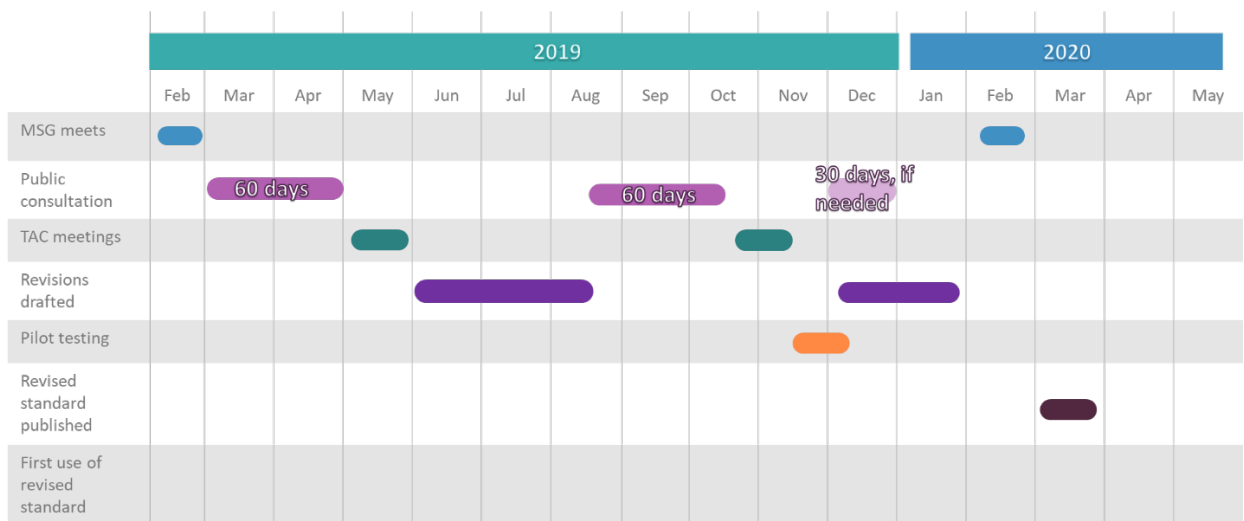 2019
2020
Feb Mar Apr May Jun Jul Aug Sep Oct Nov Dec Jan Feb Mar Apr May
MSG meets
Public
consultation
60 days
60 days
30 days, if
needed
TAC meetings
Revisions
drafted
Pilot testing
Revised
standard
published
First use of
revised
standard